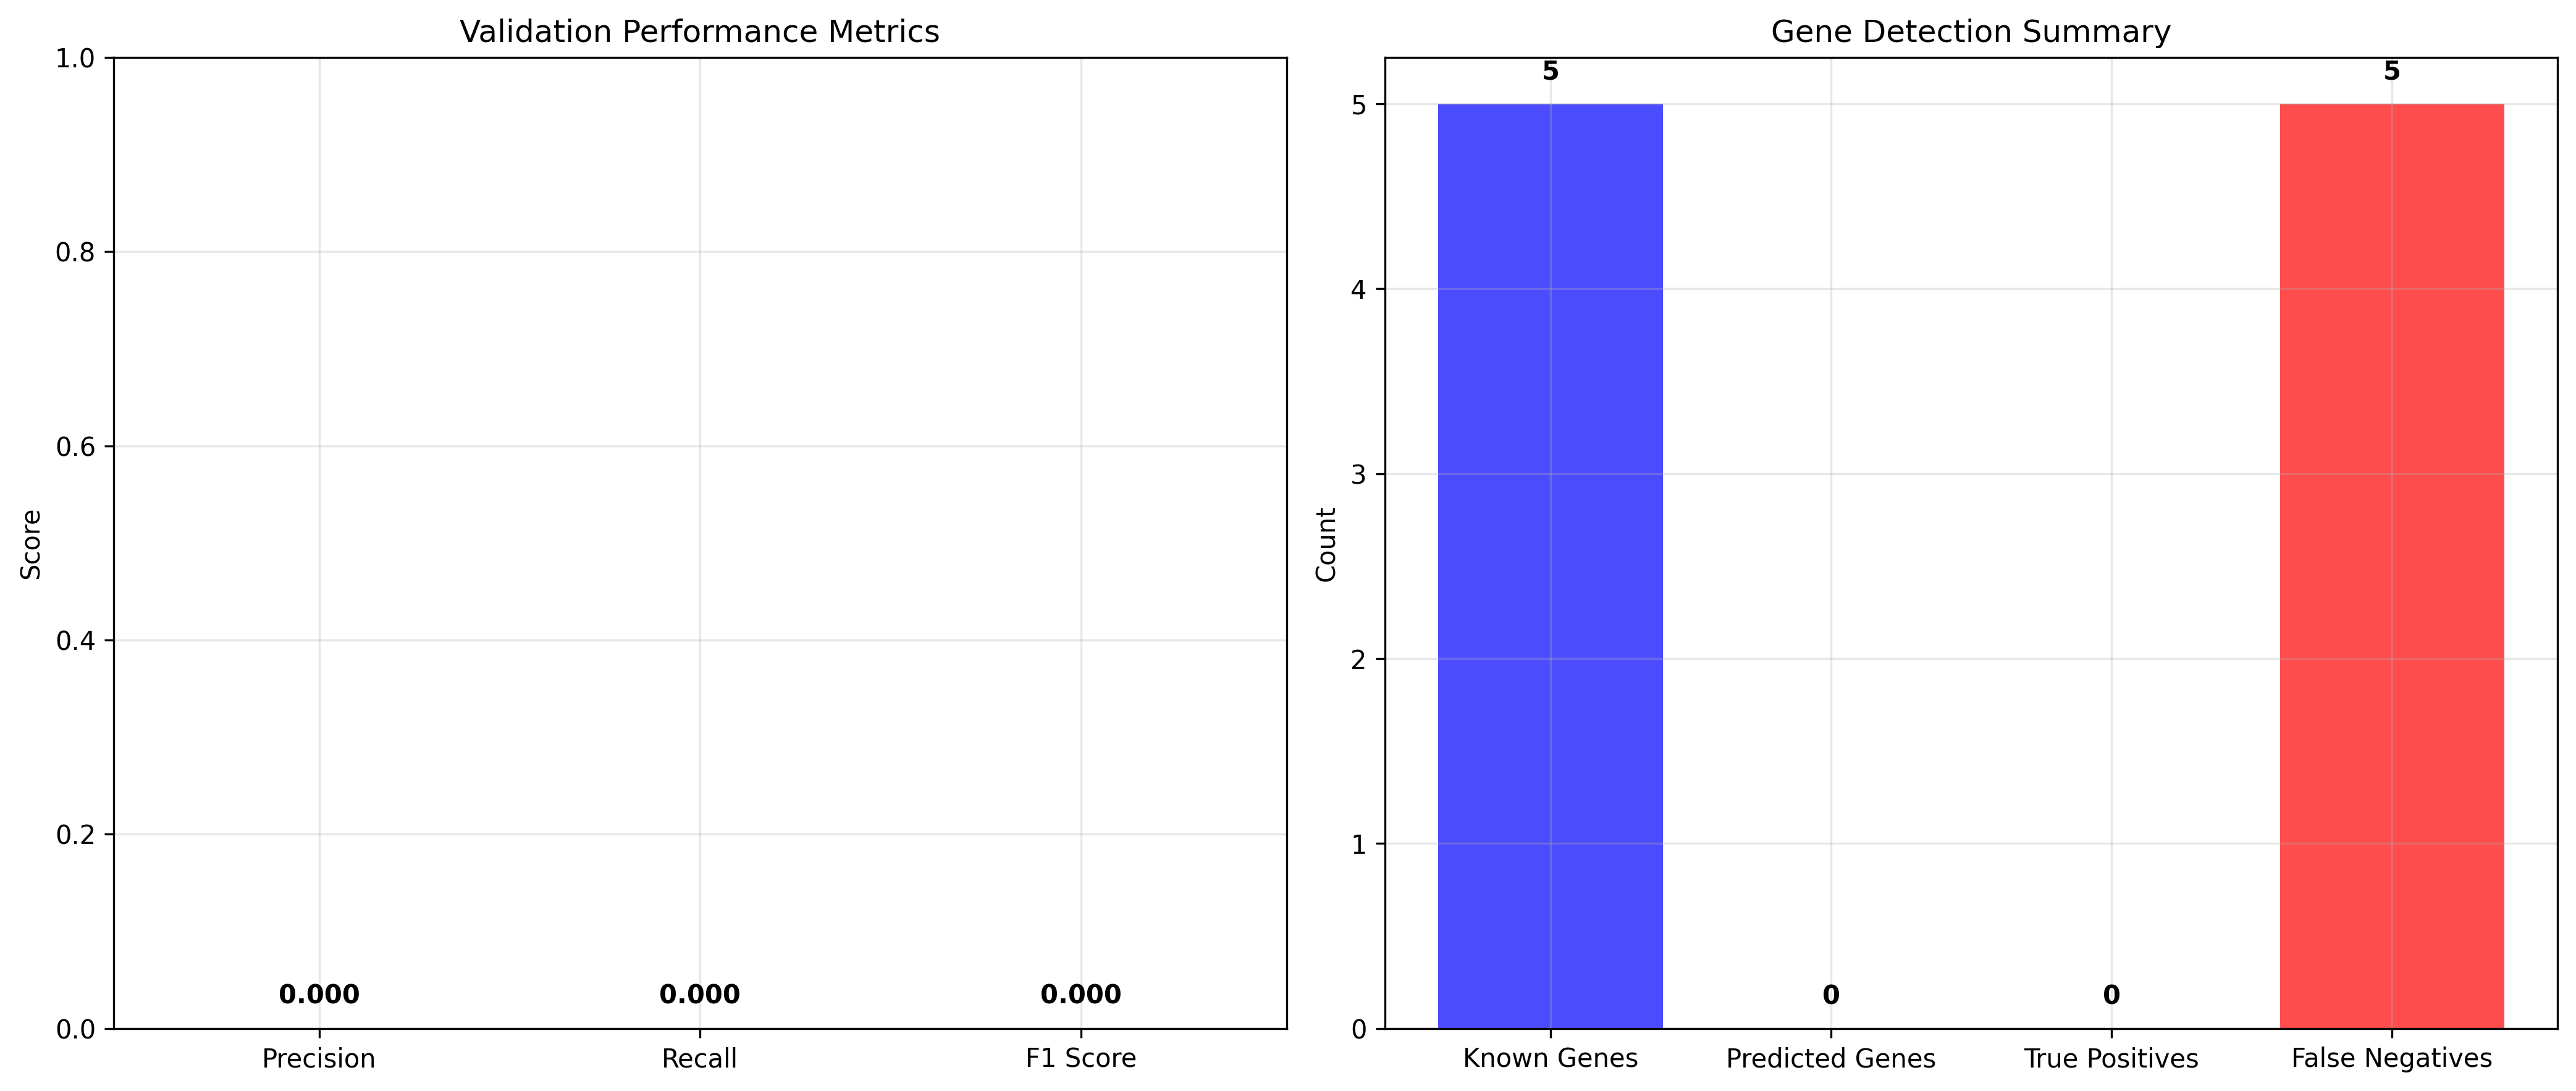 Validation Performance Metrics
1.0
0.8
0.6
0.4
0.2
0.0
Score
0.000 0.000 0.000
Precision Recall F1 Score
Gene Detection Summary
5
4
3
2
1
0
Count
5 0 0 5
Known Genes Predicted Genes True Positives False Negatives